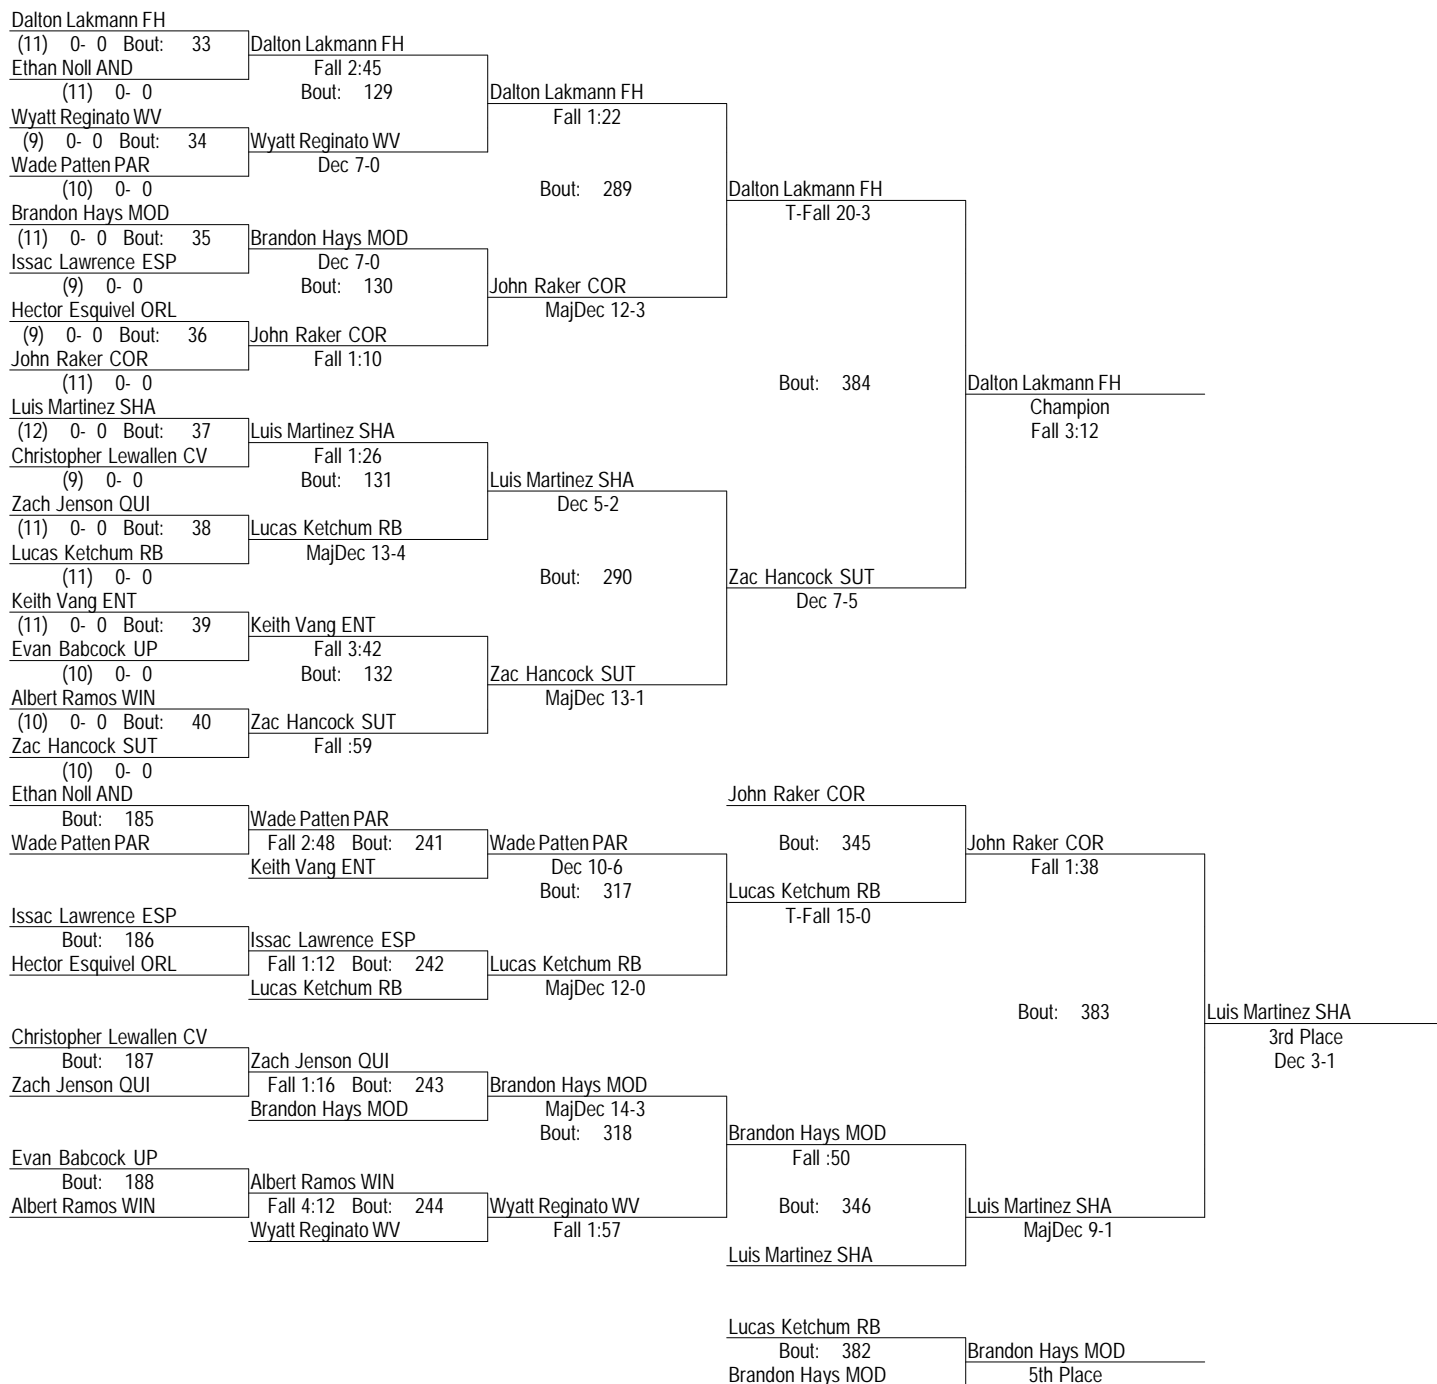 Dalton Lakmann FH
(11) 0- 0 Bout: 33 Dalton Lakmann FH
Ethan Noll AND Fall 2:45
(11) 0- 0 Bout: 129 Dalton Lakmann FH
Wyatt Reginato WV Fall 1:22
(9) 0- 0 Bout: 34 Wyatt Reginato WV
Wade Patten PAR Dec 7-0
(10) 0- 0 Bout: 289 Dalton Lakmann FH
Brandon Hays MOD T-Fall 20-3
(11) 0- 0 Bout: 35 Brandon Hays MOD
Issac Lawrence ESP Dec 7-0
(9) 0- 0 Bout: 130 John Raker COR
Hector Esquivel ORL MajDec 12-3
(9) 0- 0 Bout: 36 John Raker COR
John Raker COR Fall 1:10
(11) 0- 0 Bout: 384 Dalton Lakmann FH
Luis Martinez SHA Champion
(12) 0- 0 Bout: 37 Luis Martinez SHA Fall 3:12
Christopher Lewallen CV Fall 1:26
(9) 0- 0 Bout: 131 Luis Martinez SHA
Zach Jenson QUI Dec 5-2
(11) 0- 0 Bout: 38 Lucas Ketchum RB
Lucas Ketchum RB MajDec 13-4
(11) 0- 0 Bout: 290 Zac Hancock SUT
Keith Vang ENT Dec 7-5
(11) 0- 0 Bout: 39 Keith Vang ENT
Evan Babcock UP Fall 3:42
(10) 0- 0 Bout: 132 Zac Hancock SUT
Albert Ramos WIN MajDec 13-1
(10) 0- 0 Bout: 40 Zac Hancock SUT
Zac Hancock SUT Fall :59
(10) 0- 0
Ethan Noll AND John Raker COR
Bout: 185 Wade Patten PAR
Wade Patten PAR Fall 2:48 Bout: 241 Wade Patten PAR Bout: 345 John Raker COR
Keith Vang ENT Dec 10-6 Fall 1:38
Bout: 317 Lucas Ketchum RB
Issac Lawrence ESP T-Fall 15-0
Bout: 186 Issac Lawrence ESP
Hector Esquivel ORL Fall 1:12 Bout: 242 Lucas Ketchum RB
Lucas Ketchum RB MajDec 12-0
Bout: 383 Luis Martinez SHA
Christopher Lewallen CV 3rd Place
Bout: 187 Zach Jenson QUI Dec 3-1
Zach Jenson QUI Fall 1:16 Bout: 243 Brandon Hays MOD
Brandon Hays MOD MajDec 14-3
Bout: 318 Brandon Hays MOD
Evan Babcock UP Fall :50
Bout: 188 Albert Ramos WIN
Albert Ramos WIN Fall 4:12 Bout: 244 Wyatt Reginato WV Bout: 346 Luis Martinez SHA
Wyatt Reginato WV Fall 1:57 MajDec 9-1
Luis Martinez SHA
Lucas Ketchum RB
Bout: 382 Brandon Hays MOD
Brandon Hays MOD 5th Place